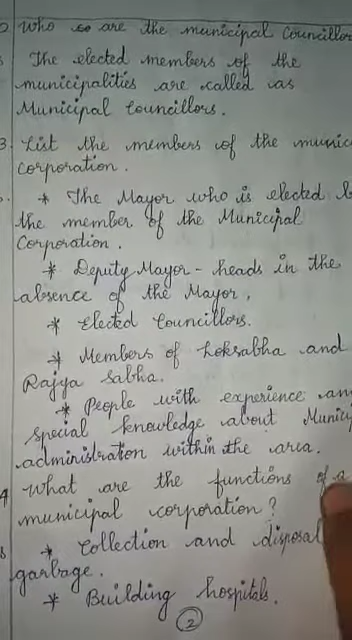 2 Who are the municipal Councillor
The elected members of the
municipalities are called as
Municipal Councillors.
3. List the members of the munic
corporation.
* The Mayor who is elected b
the member of the Municipal
Corporation.
* Deputy Mayor - heads in the
absence of the Mayor.
* Elected Councillors.
* Members of Loksabha and
Rajya Sabha.
* People with experience an
special knowledge about Munici
administration within the area.
4 What are the functions of a
municipal corporation?
* Collection and disposal
garbage.
* Building hospitals.
2